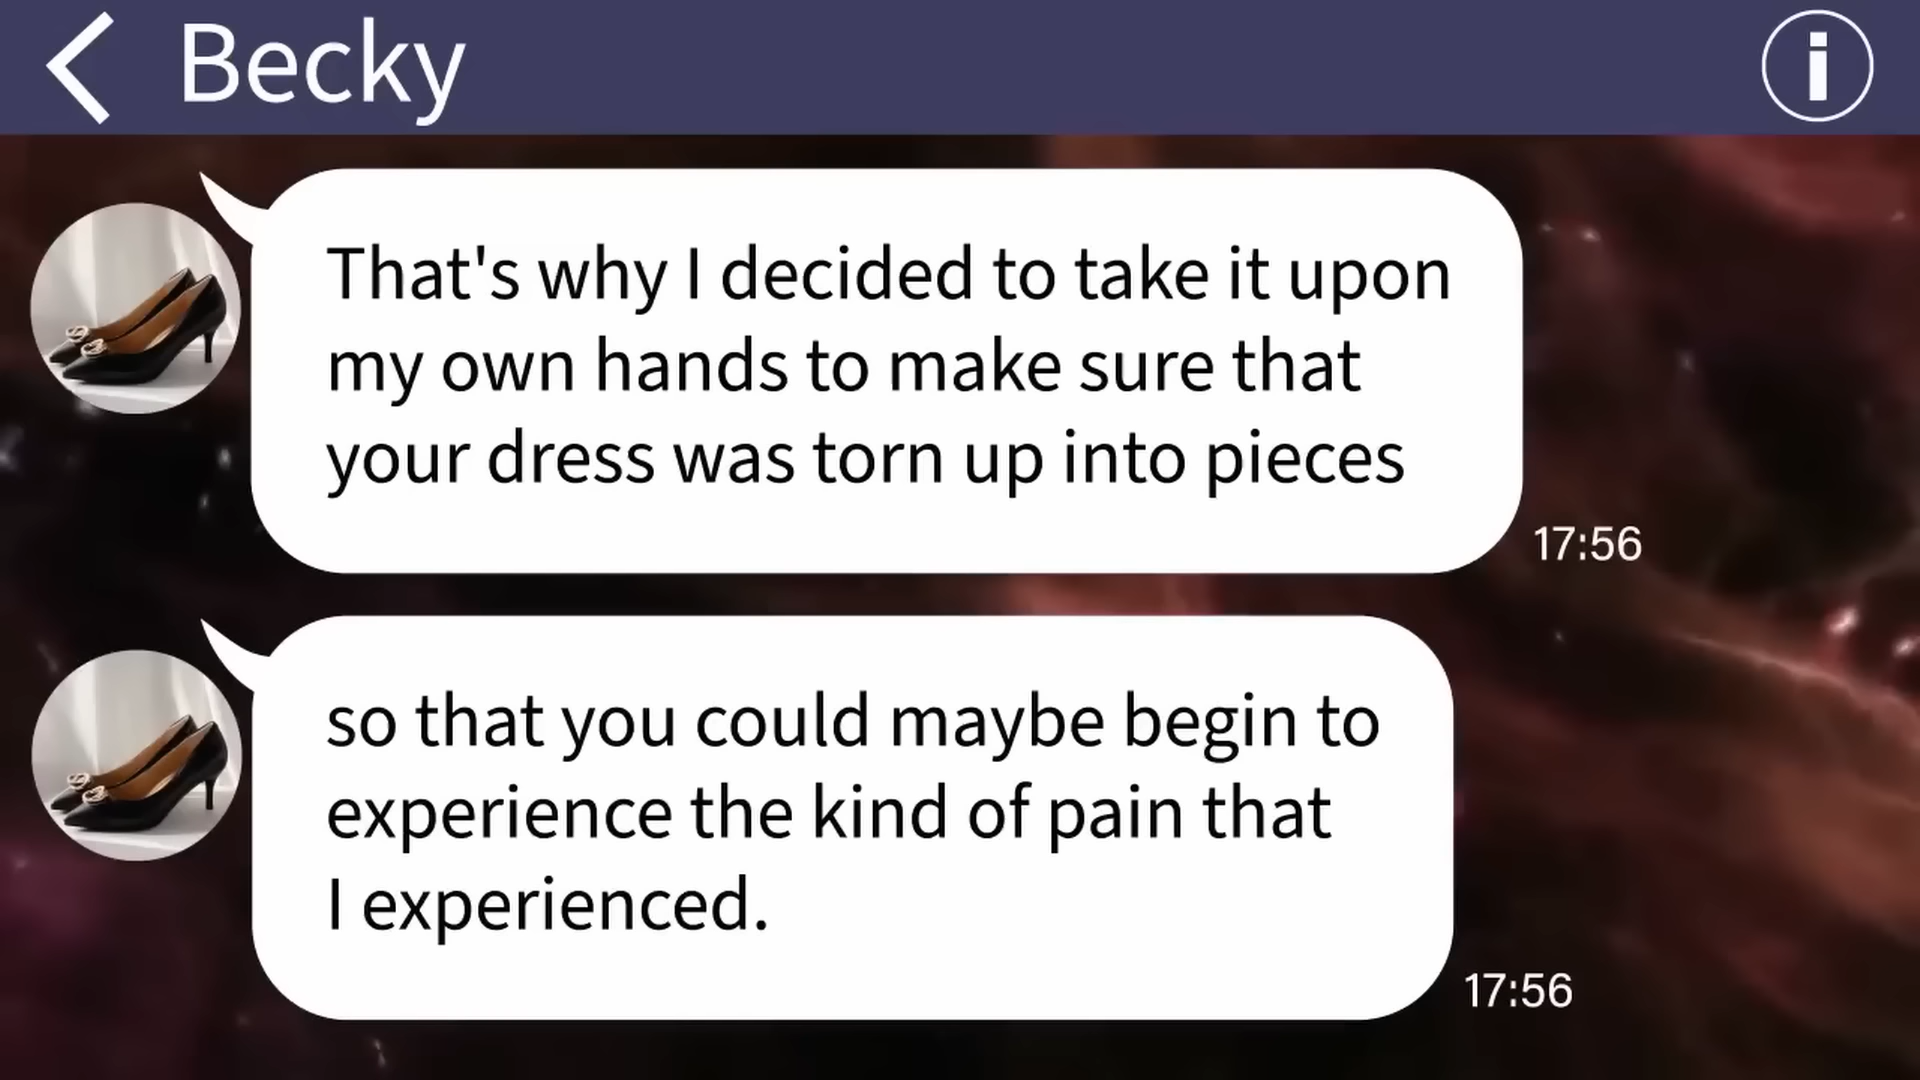 Becky
That's why I decided to take it upon
my own hands to make sure that
your dress was torn up into pieces
17:56
so that you could maybe begin to
experience the kind of pain that
I experienced.
17:56